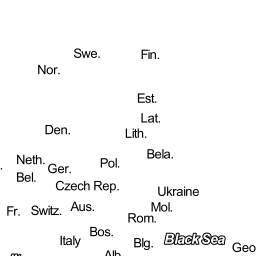 Swe.
Fin.
Nor.
Est.
Lat.
Den.
Lith.
Bela.
Neth.
Pol.
Ger.
Bel.
Czech Rep.
Ukraine
Fr.
Switz.
Aus.
Mol.
Rom.
Bos.
Italy
Blg.
Black Sea
Geo
Alb